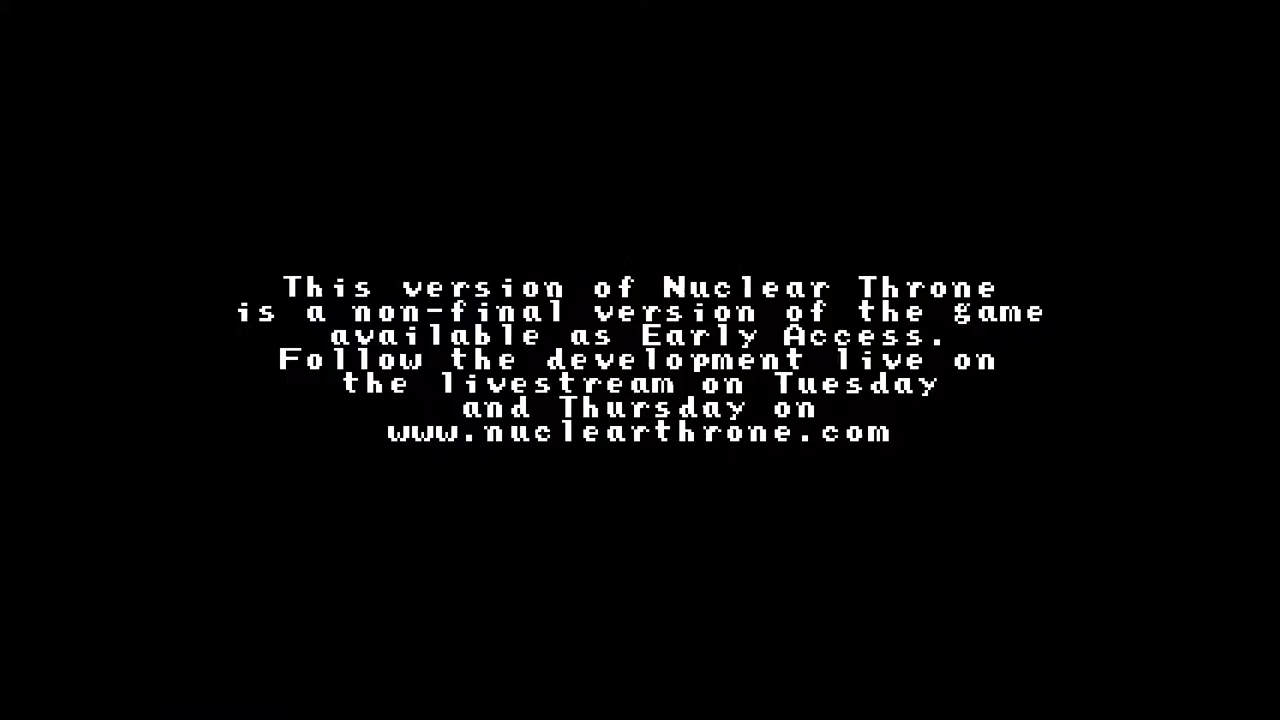 This version of Nuclear Throne
is a non-final version of the game
available as Early Access.
Follow the development live on
the livestream on Tuesday
and Thursday on
www.nuclearthrone.com